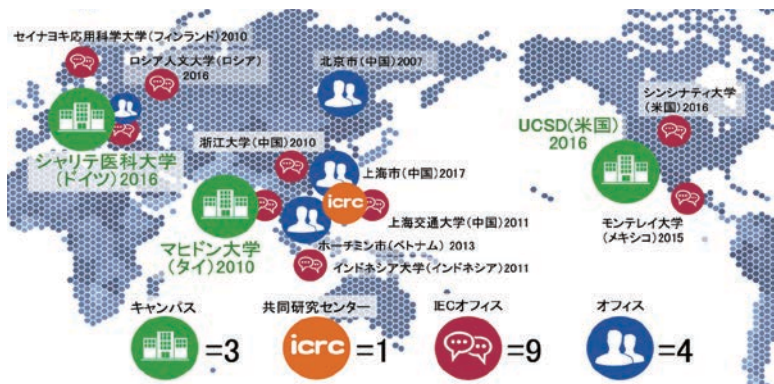 セイナヨキ応用科学大学(フィンランド)2010
ロシア人文大学(ロシア)
2016
北京市(中国)2007
シンシナティ大学
(米国)2016
UCSD(米国)
2016
浙江大学(中国)2010
シャリテ医科大学
(ドイツ)2016
上海市(中国)2017
icrc
上海交通大学(中国)2011
モンテレイ大学
(メキシコ)2015
マヒドン大学
(タイ)2010
ホーチミン市(ベトナム) 2013
インドネシア大学(インドネシア)2011
キャンパス
共同研究センター
IECオフィス
オフィス
=3
icrc
=1
=9
=4